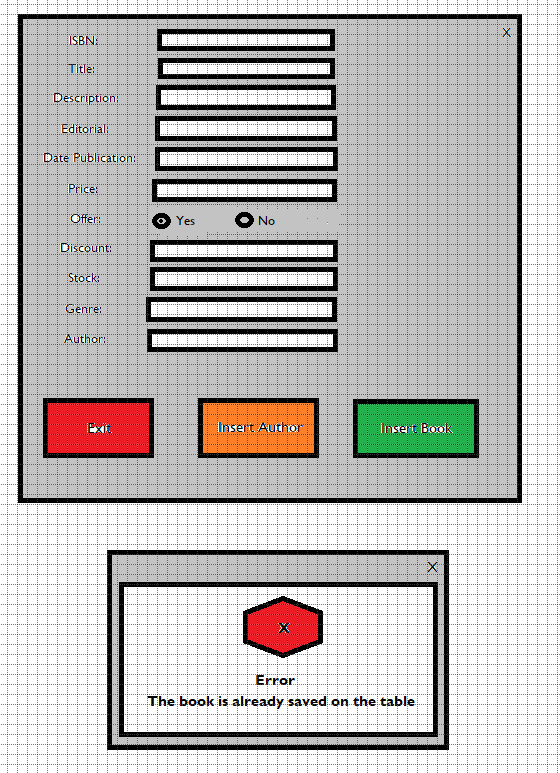 X
ISBN:
Title:
Description:
Editorial:
Date Publication:
Price:
Offer: Yes No
Discount:
Stock:
Genre:
Author:
Exit Insert Author Insert Book
X
X
Error
The book is already saved on the table